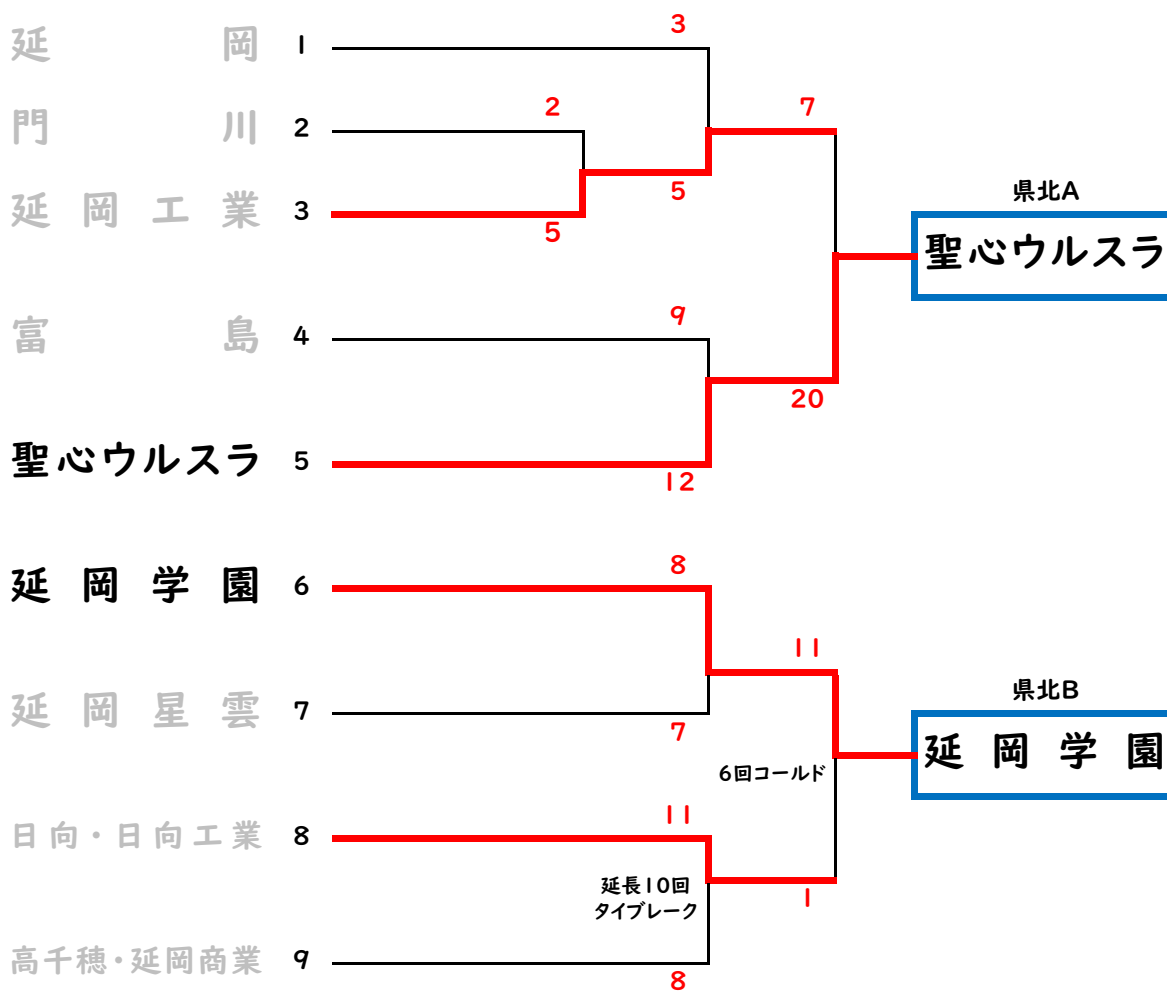 延岡 1 3
門川 2 2 7
延岡工業 3 5 5
県北A
聖心ウルスラ
富島 4 9
20
聖心ウルスラ 5 12
延岡学園 6 8
11
県北B
延岡学園
延岡星雲 7 7
6回コールド
日向・日向工業 8 11
延長10回
タイブレーク
1
高千穂・延岡商業 9 8